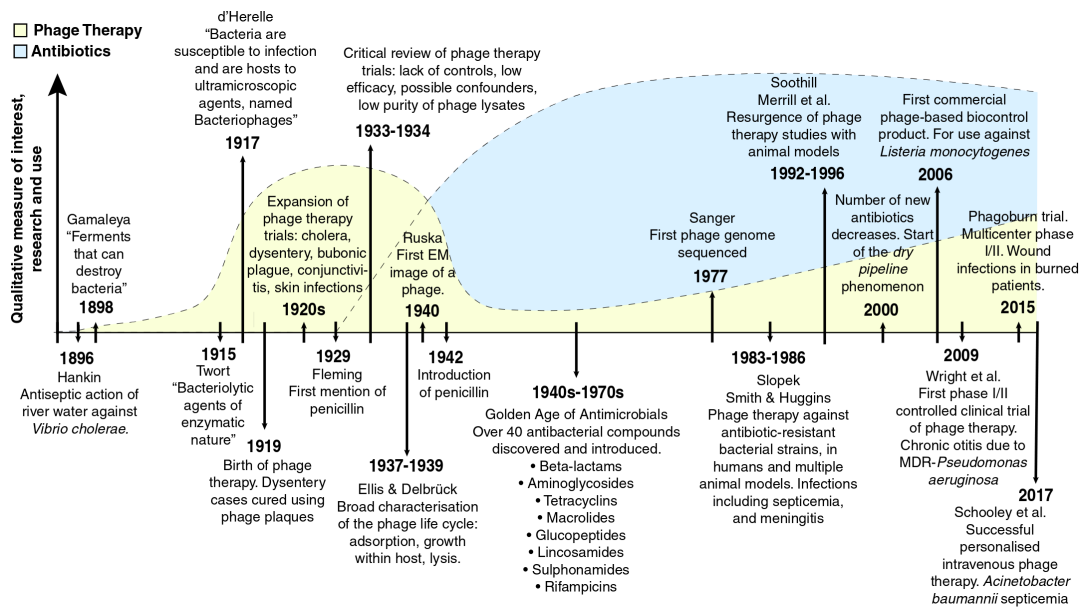 Phage Therapy
Antibiotics
Qualitative measure of interest,
research and use
Gamaleya
“Ferments
that can
destroy
bacteria”
1898
1896
Hankin
Antiseptic action of
river water against
Vibrio cholerae.
d’Herelle
“Bacteria are
susceptible to infection
and are hosts to
ultramicroscopic
agents, named
Bacteriophages”
1917
1915
Twort
“Bacteriolytic
agents of
enzymatic
nature”
1919
Birth of phage
therapy. Dysentery
cases cured using
phage plaques
Expansion of
phage therapy
trials: cholera,
dysentery, bubonic
plague, conjunctivi-
tis, skin infections
1920s
1929
Fleming
First mention of
penicillin
Critical review of phage therapy
trials: lack of controls, low
efficacy, possible confounders,
low purity of phage lysates
1933-1934
1937-1939
Ellis & Delbrück
Broad characterisation
of the phage life cycle:
adsorption, growth
within host, lysis.
Ruska
First EM
image of a
phage.
1940
1942
Introduction
of penicillin
1940s-1970s
Golden Age of Antimicrobials
Over 40 antibacterial compounds
discovered and introduced.
• Beta-lactams
• Aminoglycosides
• Tetracyclins
• Macrolides
• Glucopeptides
• Lincosamides
• Sulphonamides
• Rifampicins
Sanger
First phage genome
sequenced
1977
1983-1986
Slopek
Smith & Huggins
Phage therapy against
antibiotic-resistant
bacterial strains, in
humans and multiple
animal models. Infections
including septicemia,
and meningitis
Soothill
Merrill et al.
Resurgence of phage
therapy studies with
animal models
1992-1996
Number of new
antibiotics
decreases. Start
of the dry
pipeline
phenomenon
2000
First commercial
phage-based biocontrol
product. For use against
Listeria monocytogenes
2006
2009
Wright et al.
First phase I/II
controlled clinical trial
of phage therapy.
Chronic otitis due to
MDR-Pseudomonas
aeruginosa
Phagoburn trial.
Multicenter phase
I/II. Wound
infections in burned
patients.
2015
2017
Schooley et al.
Successful
personalised
intravenous phage
therapy. Acinetobacter
baumannii septicemia